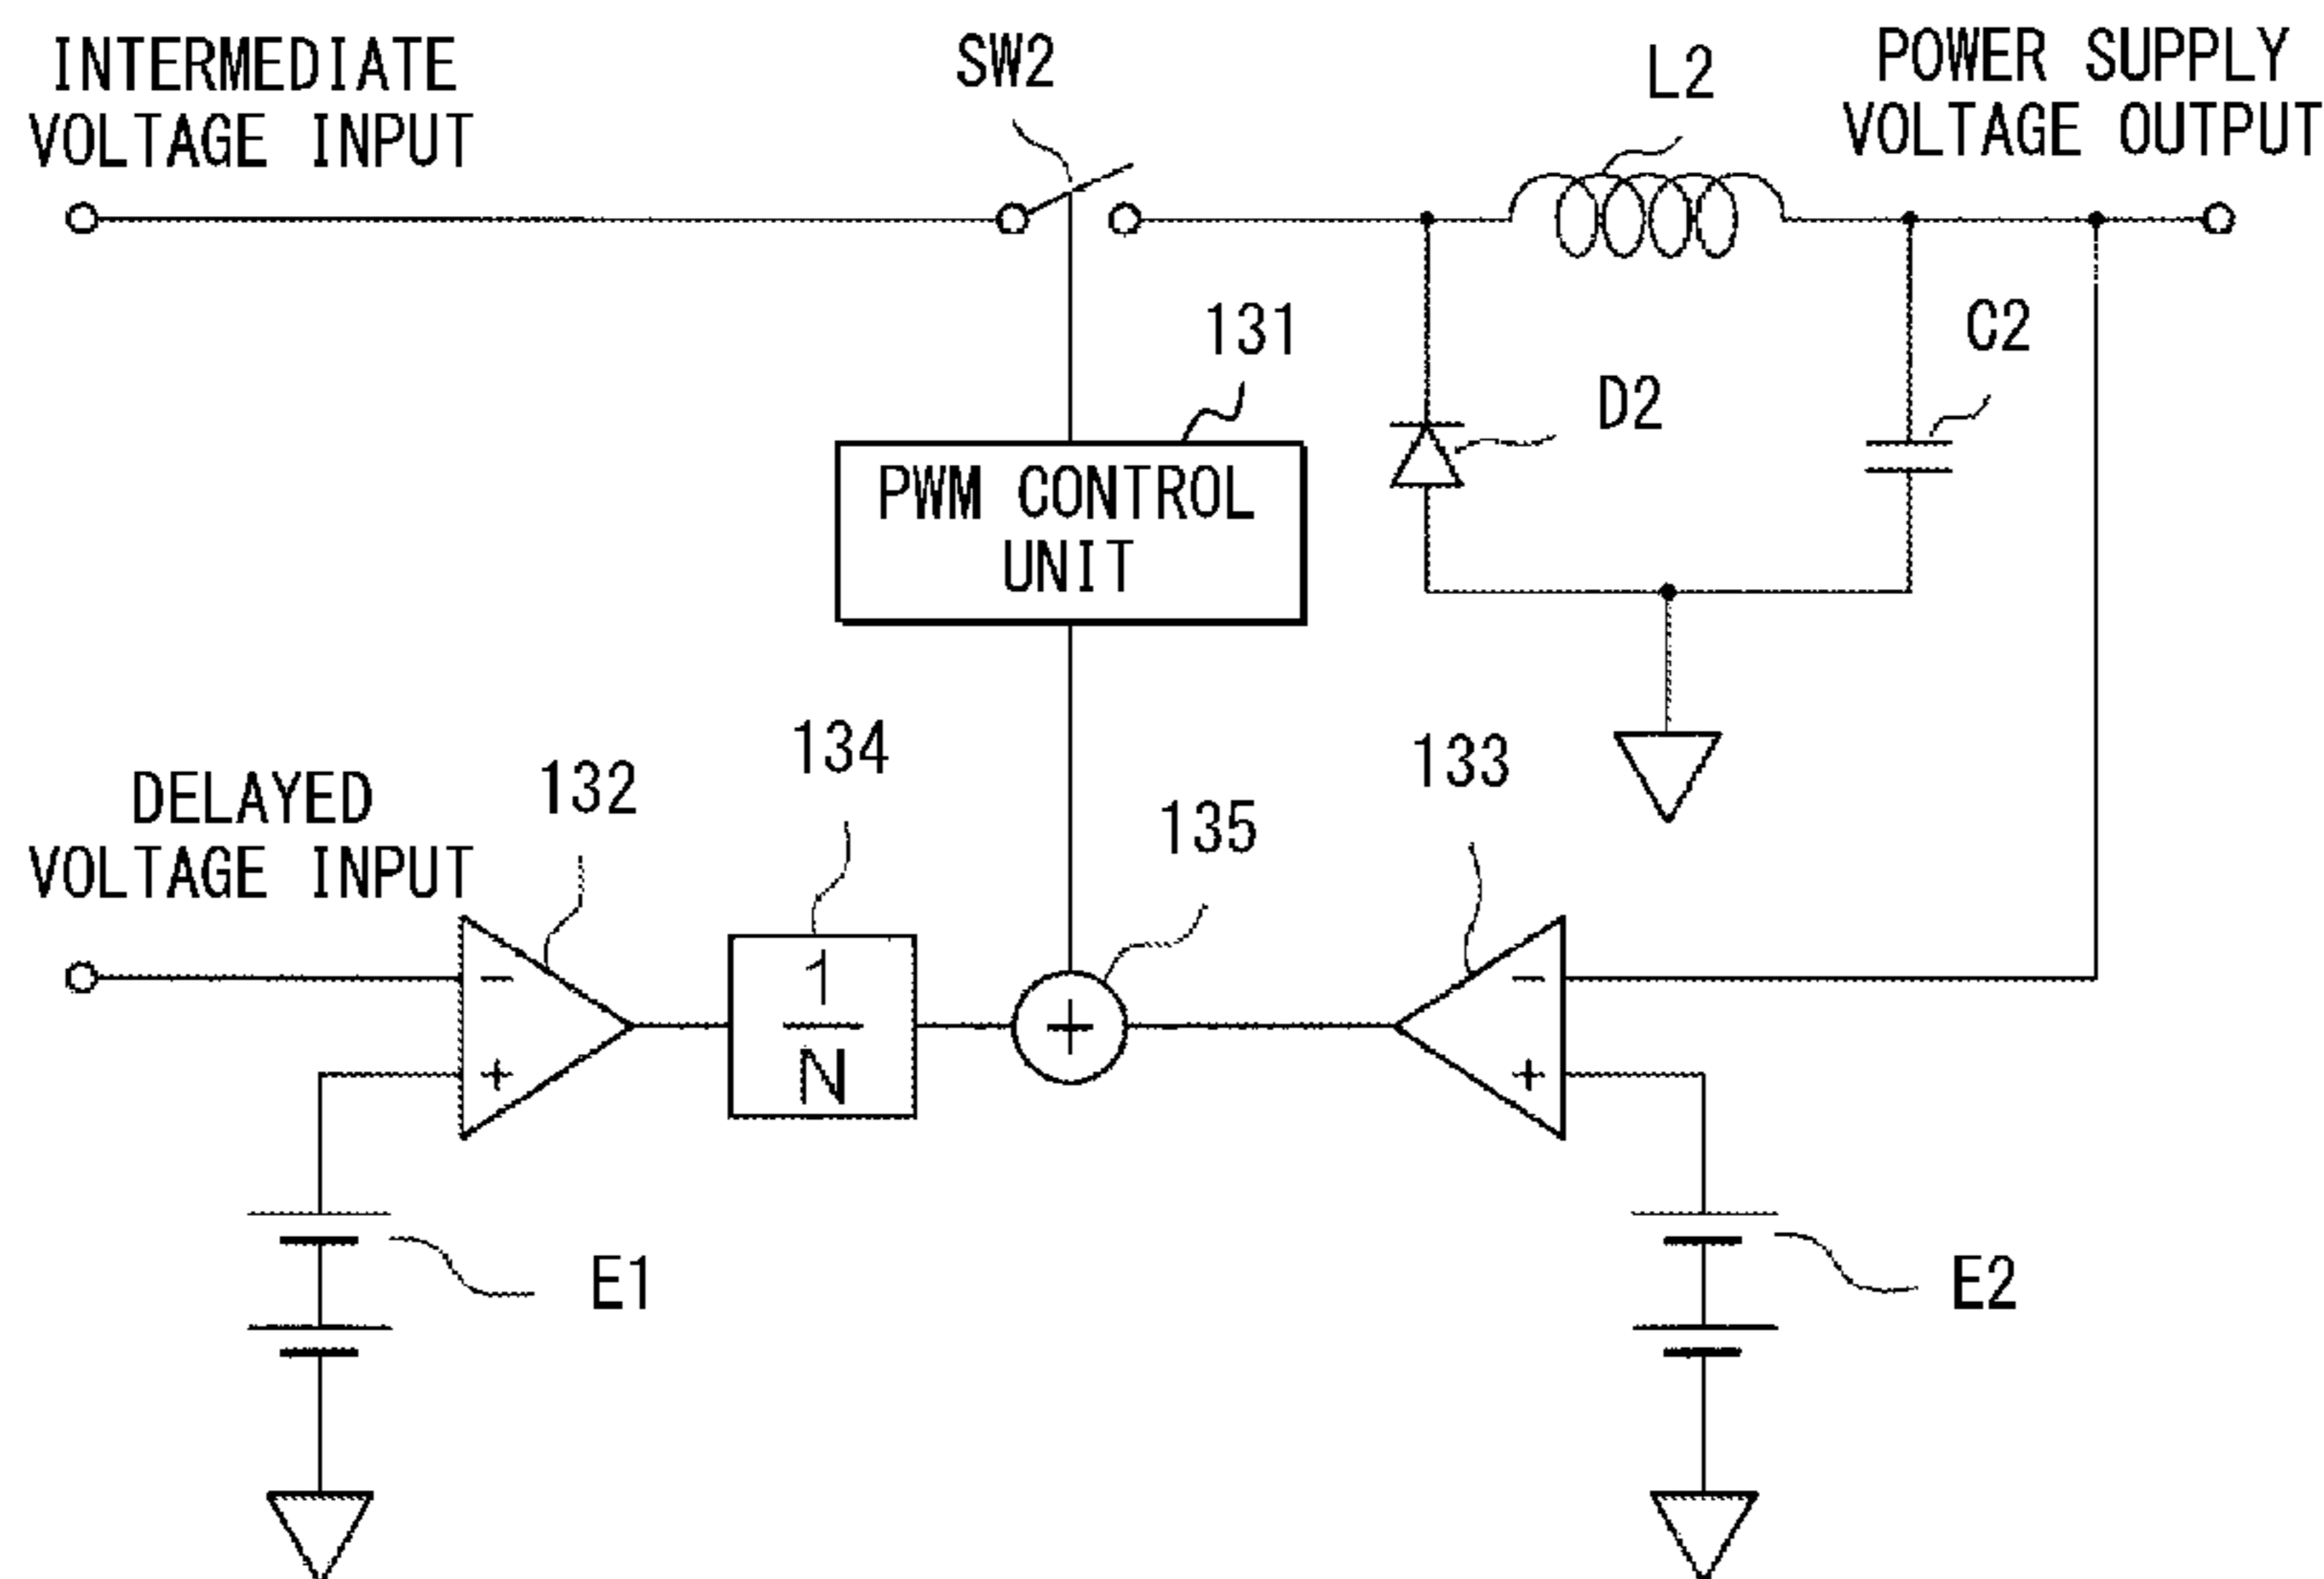 INTERMEDIATE
VOLTAGE INPUT
SW2
L2
POWER SUPPLY
VOLTAGE OUTPUT
131
D2
C2
PWM CONTROL
UNIT
DELAYED
VOLTAGE INPUT
132
134
135
133
−
+
1
N
+
−
+
E1
E2